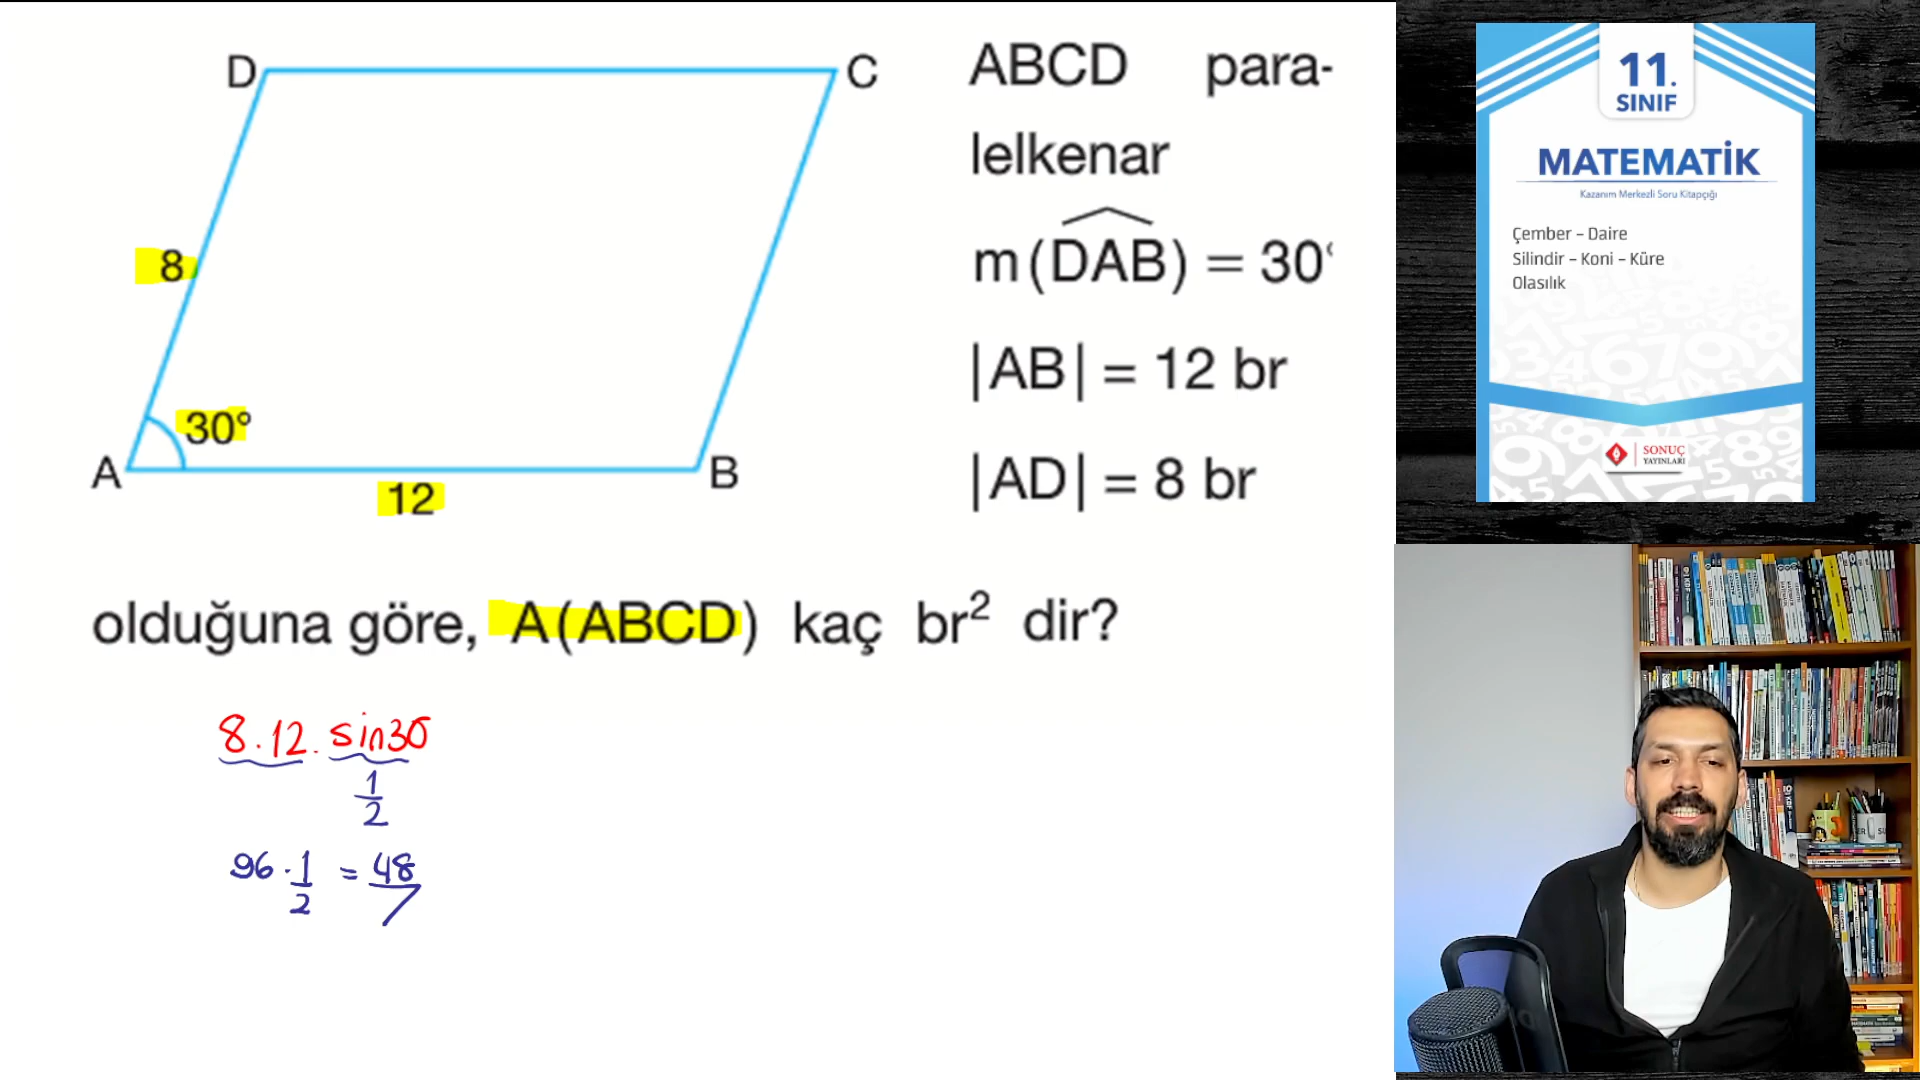 D
C
8
30°
A
B
12
ABCD para-
lelkenar
m(DAB) = 30°
|AB| = 12 br
|AD| = 8 br
olduğuna göre, A(ABCD) kaç br² dir?
8.12. sin30
1/2
96 · 1/2 = 48
11.
SINIF
MATEMATİK
Kazanım Merkezli Soru Kitapçığı
Çember – Daire
Silindir – Koni – Küre
Olasılık
SONUÇ
YAYINLARI